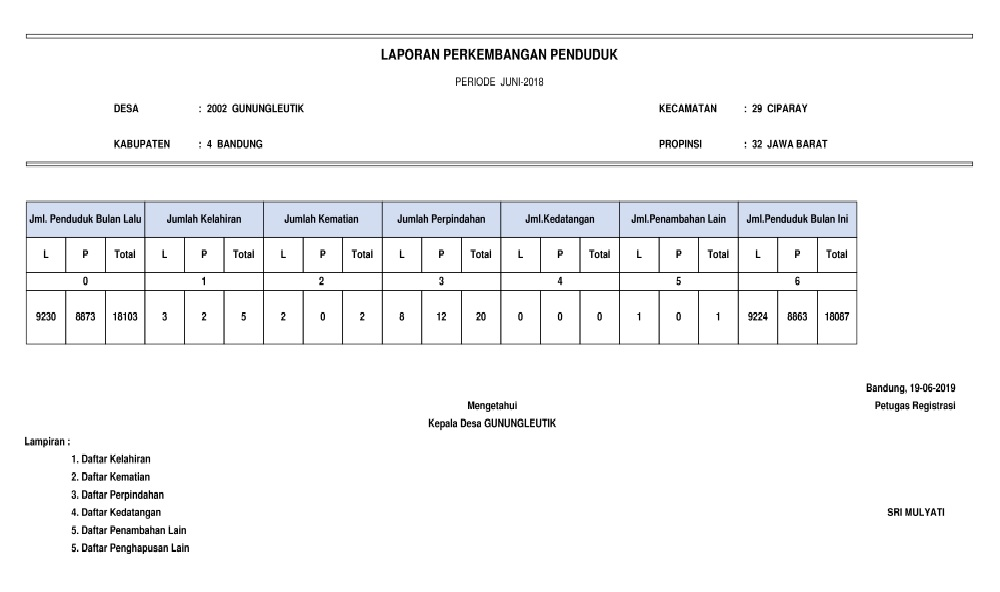 LAPORAN PERKEMBANGAN PENDUDUK
PERIODE JUNI-2018
DESA : 2002 GUNUNGLEUTIK KECAMATAN : 29 CIPARAY
KABUPATEN : 4 BANDUNG PROPINSI : 32 JAWA BARAT
Jml. Penduduk Bulan Lalu Jumlah Kelahiran Jumlah Kematian Jumlah Perpindahan Jml.Kedatangan Jml.Penambahan Lain Jml.Penduduk Bulan Ini
L P Total L P Total L P Total L P Total L P Total L P Total L P Total
0 1 2 3 4 5 6
9230 8873 18103 3 2 5 2 0 2 8 12 20 0 0 0 1 0 1 9224 8863 18087
Bandung, 19-06-2019
Mengetahui Petugas Registrasi
Kepala Desa GUNUNGLEUTIK
Lampiran :
1. Daftar Kelahiran
2. Daftar Kematian
3. Daftar Perpindahan
4. Daftar Kedatangan SRI MULYATI
5. Daftar Penambahan Lain
5. Daftar Penghapusan Lain